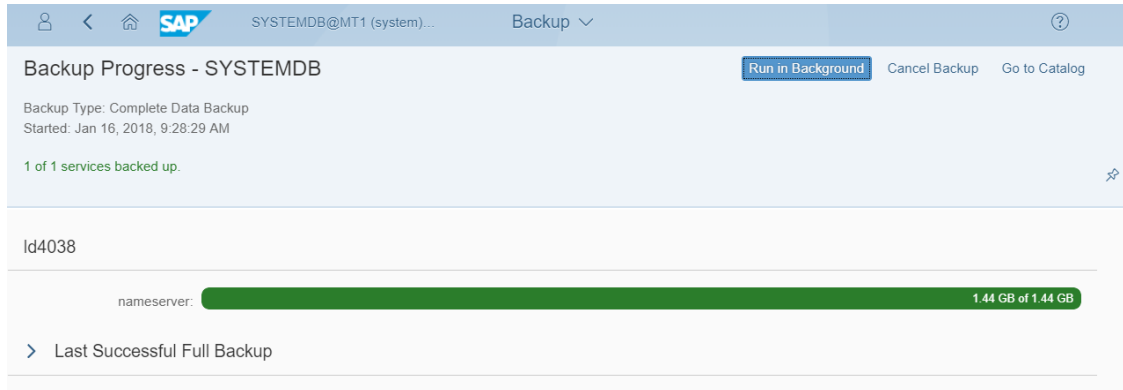 SAP SYSTEMDB@MT1 (system)... Backup
Backup Progress - SYSTEMDB Run in Background Cancel Backup Go to Catalog
Backup Type: Complete Data Backup
Started: Jan 16, 2018, 9:28:29 AM
1 of 1 services backed up.
ld4038
nameserver: 1.44 GB of 1.44 GB
Last Successful Full Backup